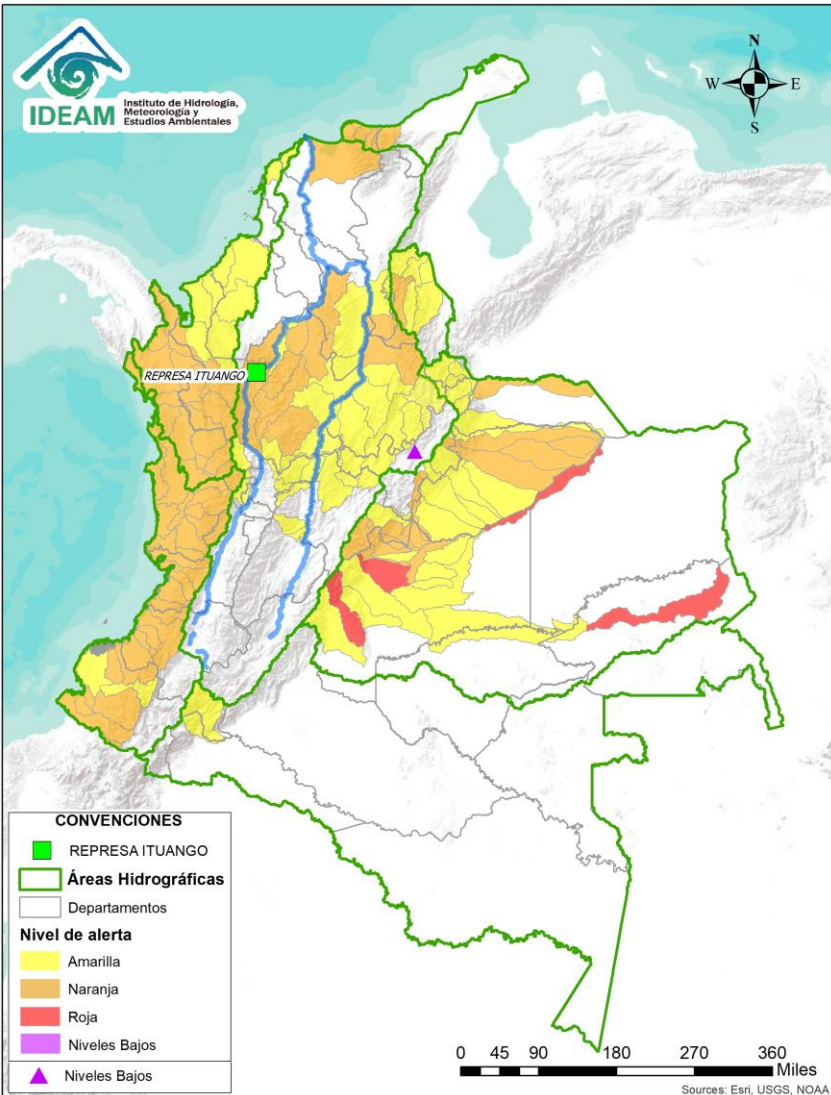 IDEAM
Instituto de Hidrología,
Meteorología y
Estudios Ambientales
N
W
E
S
REPRESA ITUANGO
CONVENCIONES
REPRESA ITUANGO
Áreas Hidrográficas
Departamentos
Nivel de alerta
Amarilla
Naranja
Roja
Niveles Bajos
Niveles Bajos
0 45 90 180 270 360
Miles
Sources: Esri, USGS, NOAA